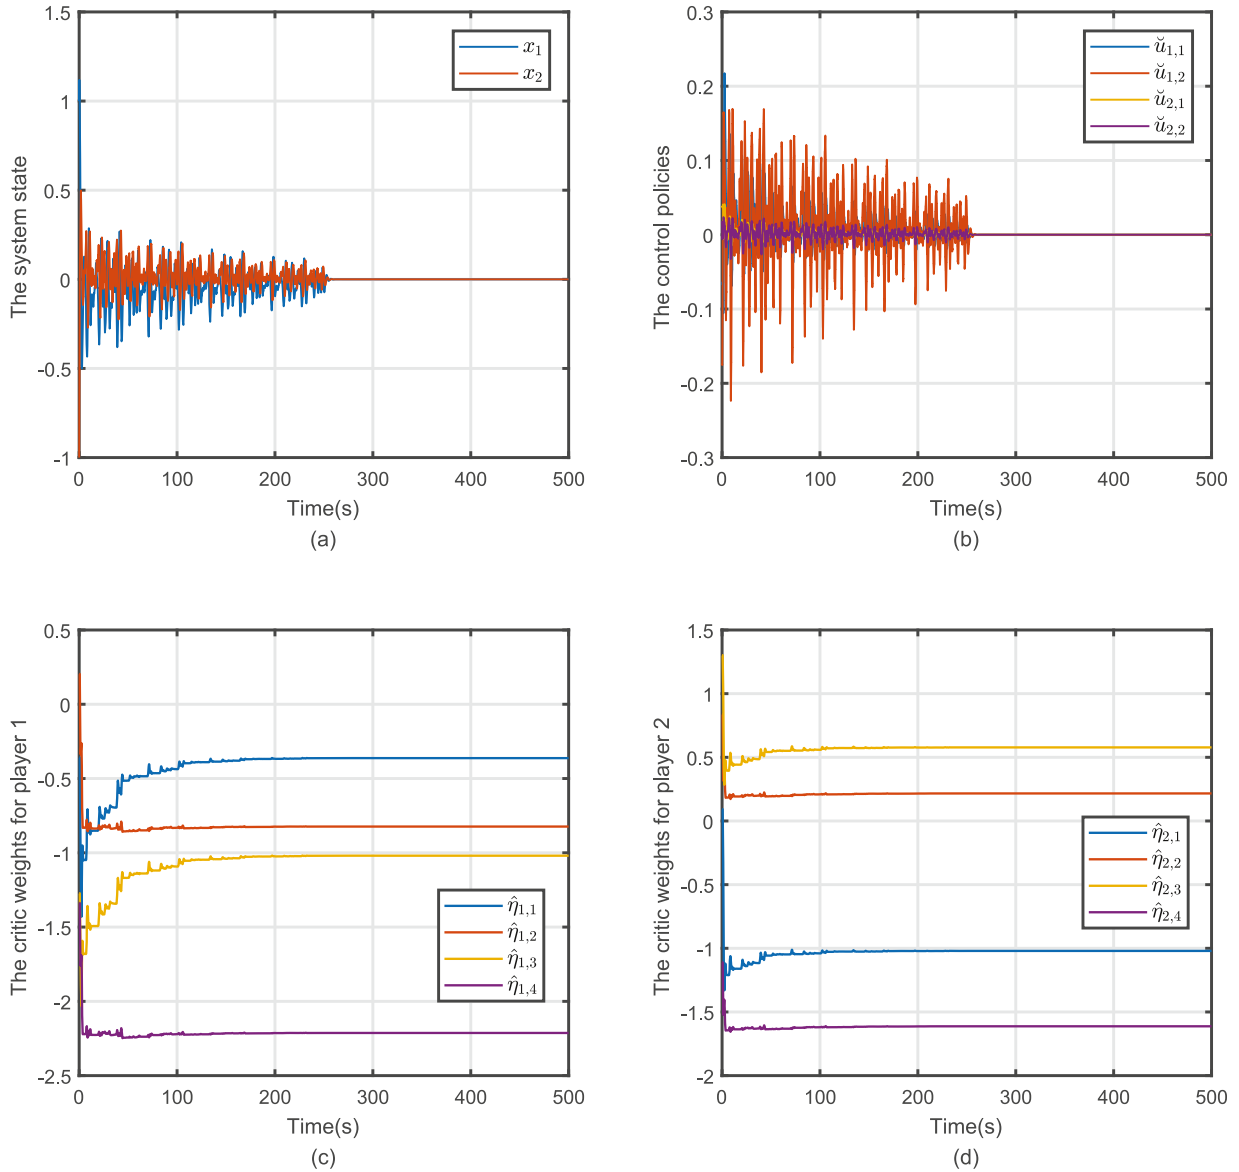 The system state
1.5
1
0.5
0
-0.5
-1
0 100 200 300 400 500
Time(s)
(a)
x₁
x₂
The control policies
0.3
0.2
0.1
0
-0.1
-0.2
-0.3
0 100 200 300 400 500
Time(s)
(b)
ŭ₁,₁
ŭ₁,₂
ŭ₂,₁
ŭ₂,₂
The critic weights for player 1
0.5
0
-0.5
-1
-1.5
-2
-2.5
0 100 200 300 400 500
Time(s)
(c)
η̂₁,₁
η̂₁,₂
η̂₁,₃
η̂₁,₄
The critic weights for player 2
1.5
1
0.5
0
-0.5
-1
-1.5
-2
0 100 200 300 400 500
Time(s)
(d)
η̂₂,₁
η̂₂,₂
η̂₂,₃
η̂₂,₄